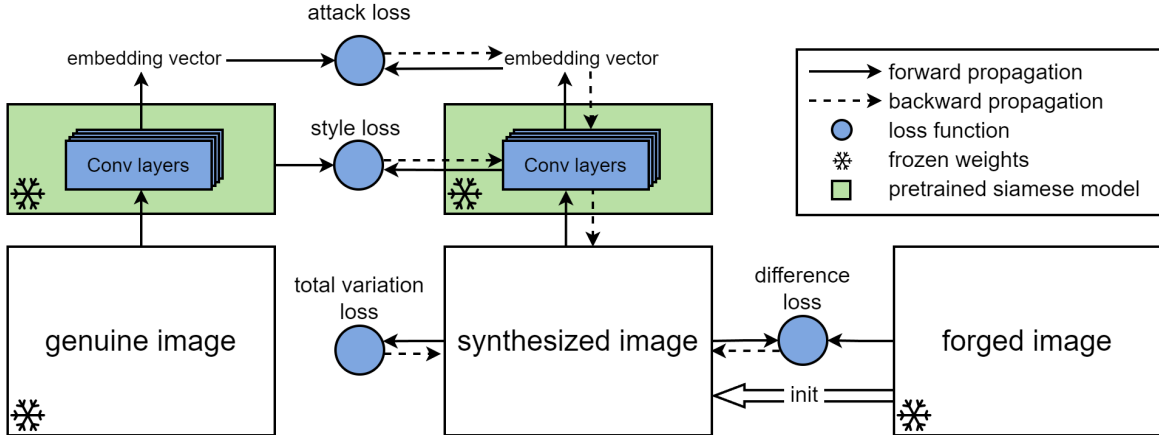 attack loss
embedding vector
embedding vector
style loss
Conv layers
Conv layers
forward propagation
backward propagation
loss function
frozen weights
pretrained siamese model
total variation
loss
difference
loss
genuine image
synthesized image
forged image
init